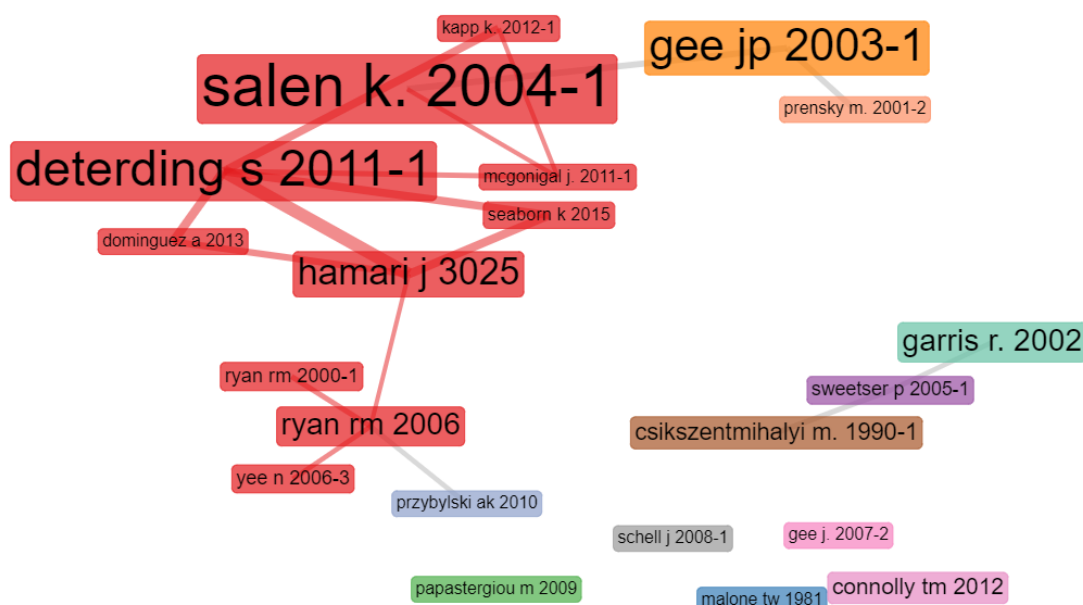 kapp k. 2012-1
salen k. 2004-1
gee jp 2003-1
prensky m. 2001-2
deterding s 2011-1
mcgonigal j. 2011-1
seaborn k 2015
dominguez a 2013
hamari j 3025
garris r. 2002
ryan rm 2000-1
sweetser p 2005-1
ryan rm 2006
csikszentmihalyi m. 1990-1
yee n 2006-3
przybylski ak 2010
schell j 2008-1
gee j. 2007-2
papastergiou m 2009
malone tw 1981
connolly tm 2012